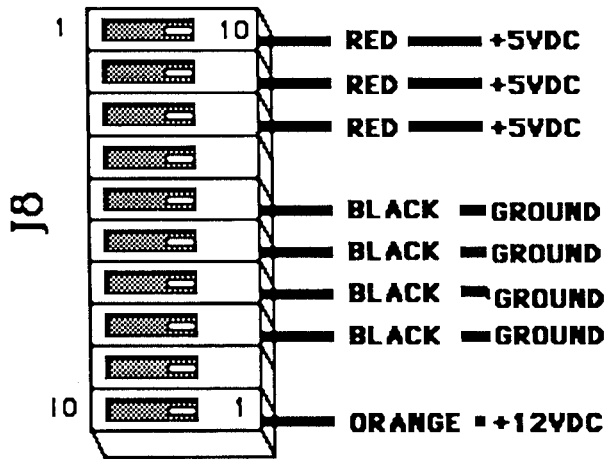 1 10 RED +5VDC
RED +5VDC
RED +5VDC
J8
BLACK GROUND
BLACK GROUND
BLACK GROUND
BLACK GROUND
10 1 ORANGE +12VDC